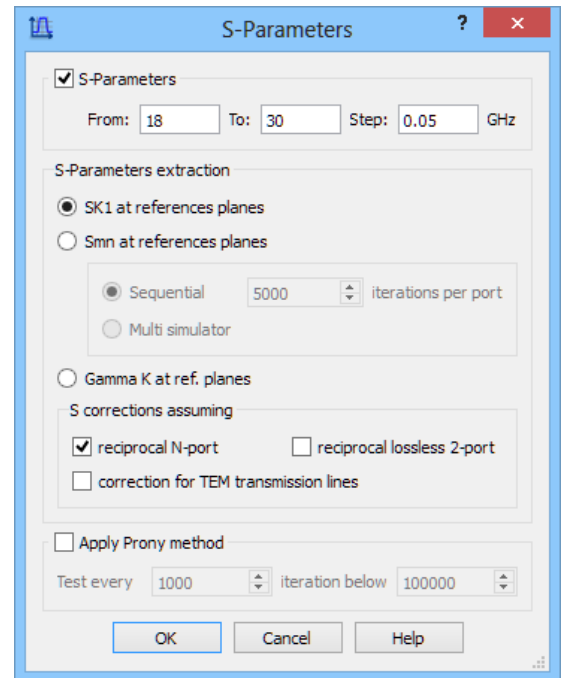 S-Parameters ? ×
S-Parameters
From: 18 To: 30 Step: 0.05 GHz
S-Parameters extraction
SK1 at references planes
Smn at references planes
Sequential 5000 iterations per port
Multi simulator
Gamma K at ref. planes
S corrections assuming
reciprocal N-port reciprocal lossless 2-port
correction for TEM transmission lines
Apply Prony method
Test every 1000 iteration below 100000
OK Cancel Help